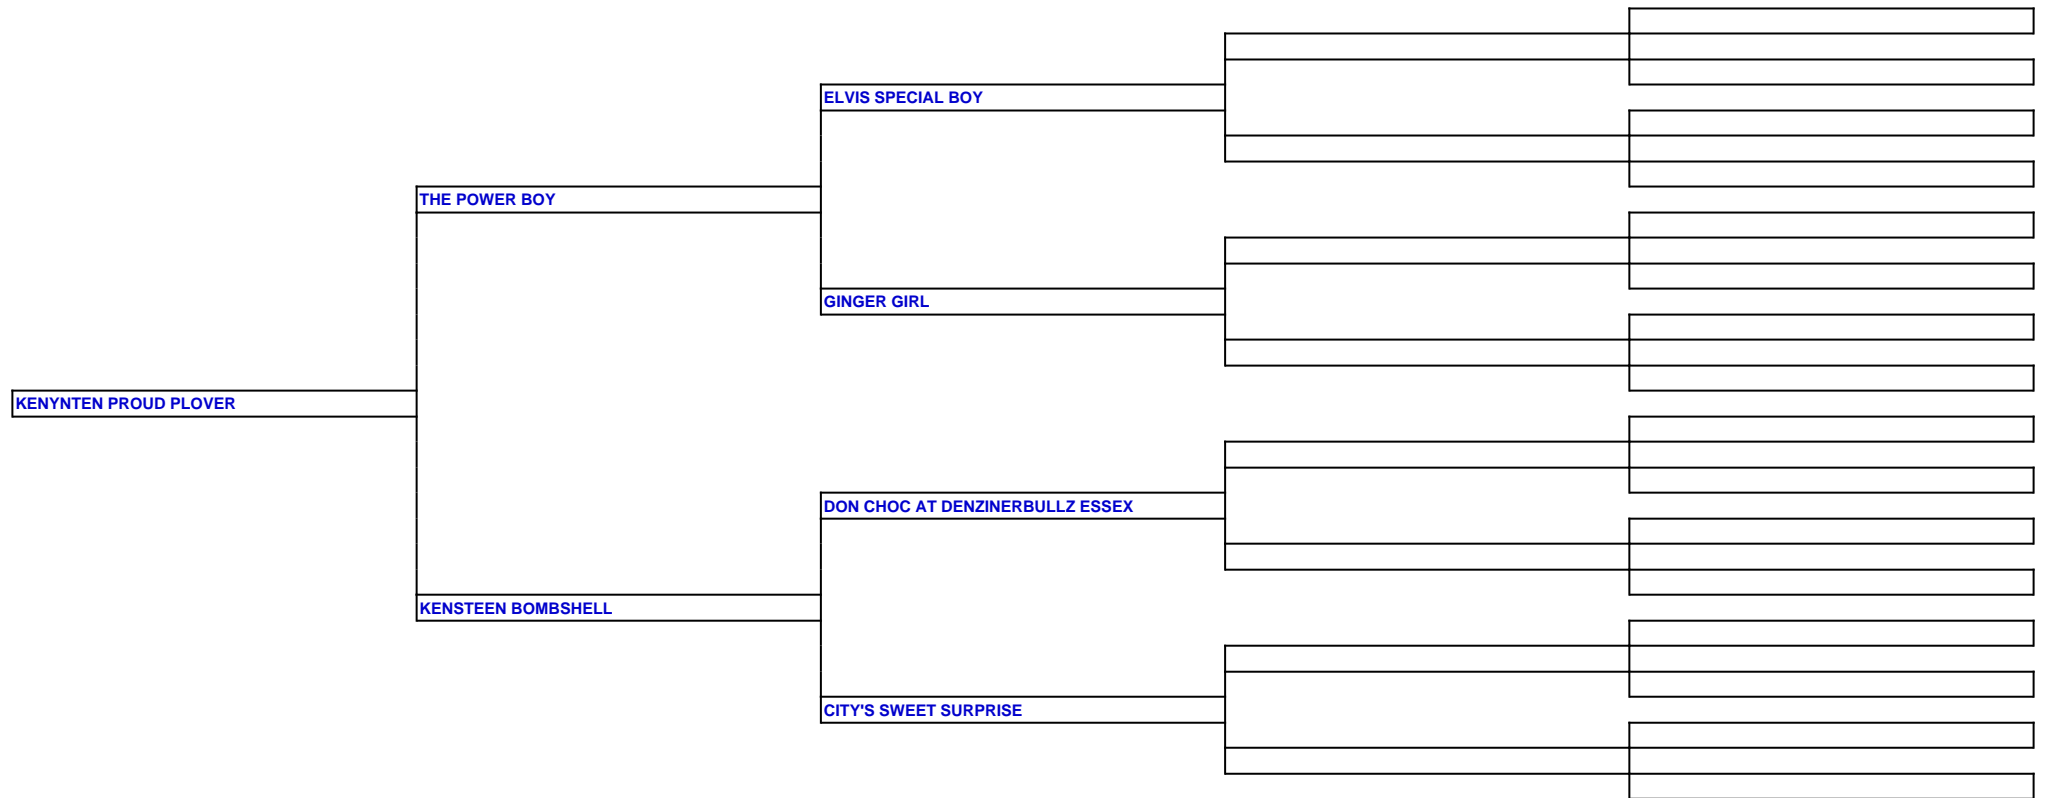 ELVIS SPECIAL BOY
THE POWER BOY
GINGER GIRL
KENYNTEN PROUD PLOVER
DON CHOC AT DENZINERBULLZ ESSEX
KENSTEEN BOMBSHELL
CITY'S SWEET SURPRISE